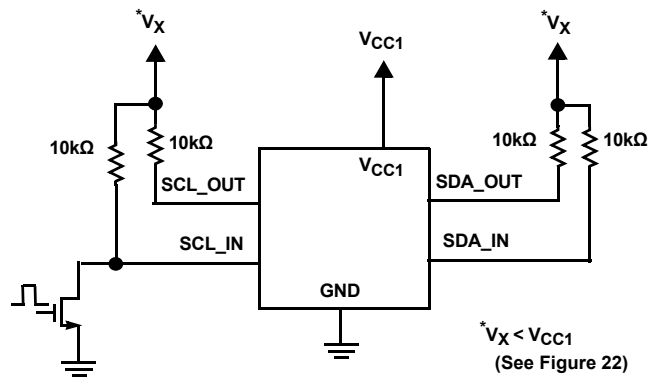 *VX
VCC1
*VX
10kΩ
10kΩ
10kΩ
10kΩ
VCC1
SCL_OUT
SDA_OUT
SCL_IN
SDA_IN
GND
*VX < VCC1
(See Figure 22)